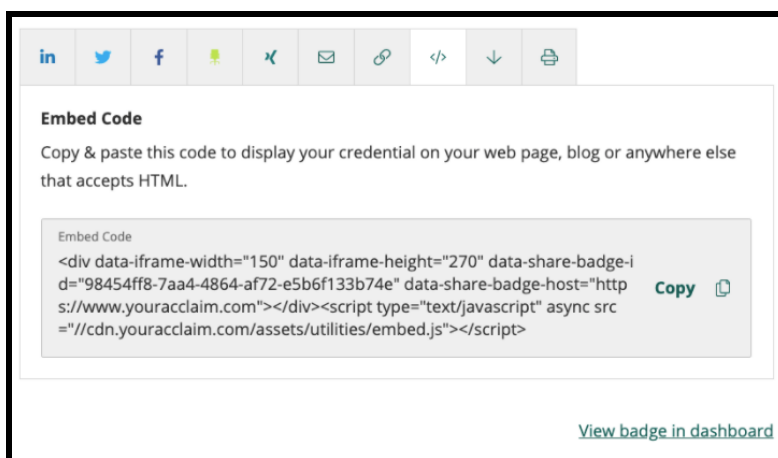 in f </>
Embed Code
Copy & paste this code to display your credential on your web page, blog or anywhere else
that accepts HTML.
Embed Code
<div data-iframe-width="150" data-iframe-height="270" data-share-badge-i
d="98454ff8-7aa4-4864-af72-e5b6f133b74e" data-share-badge-host="http
s://www.youracclaim.com"></div><script type="text/javascript" async src
="//cdn.youracclaim.com/assets/utilities/embed.js"></script>
Copy
View badge in dashboard